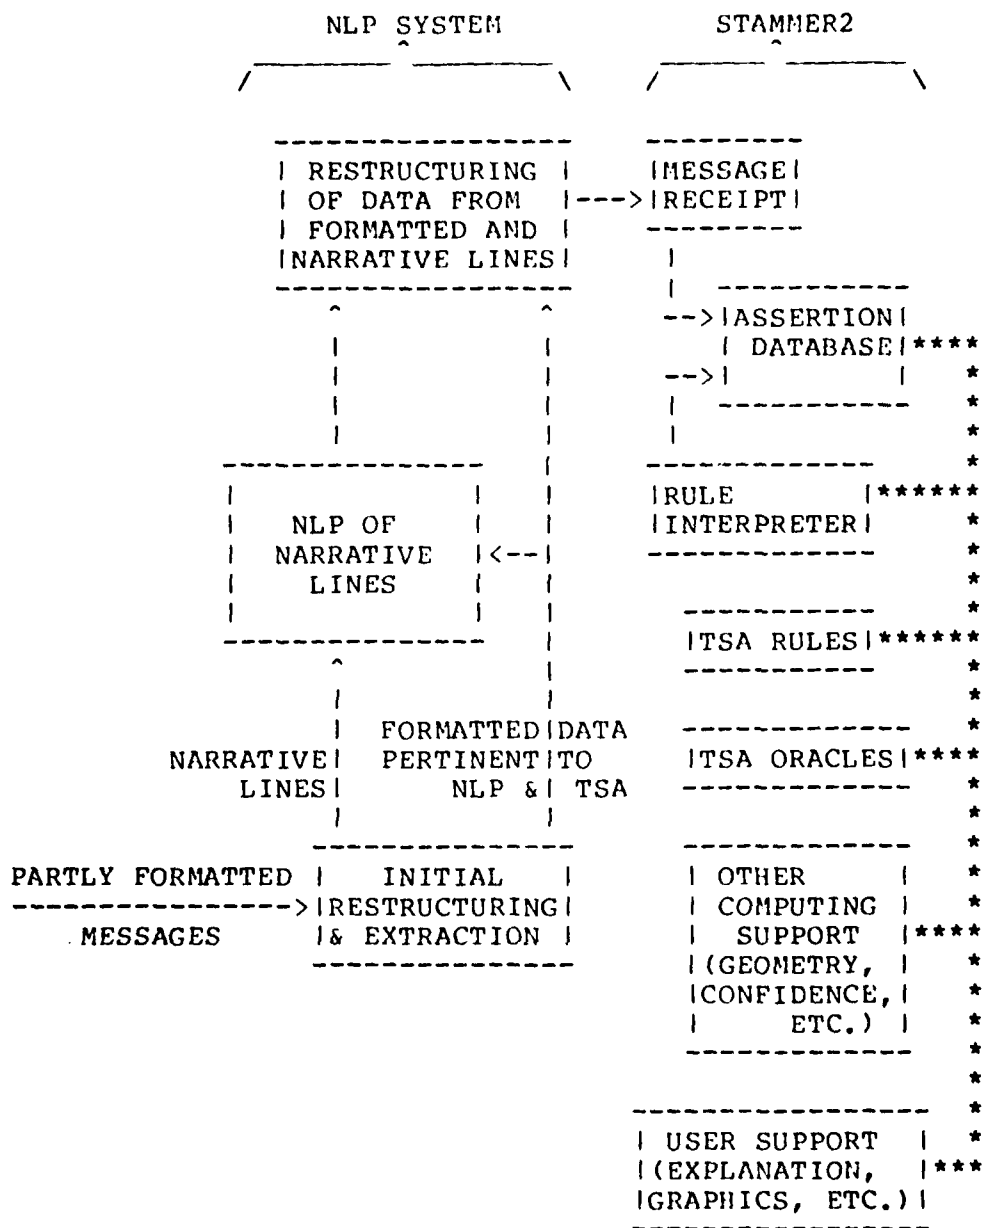 NLP SYSTEM
STAMMER2
RESTRUCTURING
OF DATA FROM
FORMATTED AND
NARRATIVE LINES
MESSAGE
RECEIPT
ASSERTION
DATABASE
NLP OF
NARRATIVE
LINES
RULE
INTERPRETER
TSA RULES
NARRATIVE
LINES
FORMATTED DATA
PERTINENT TO
NLP & TSA
TSA ORACLES
PARTLY FORMATTED
MESSAGES
INITIAL
RESTRUCTURING
& EXTRACTION
OTHER
COMPUTING
SUPPORT
(GEOMETRY,
CONFIDENCE,
ETC.)
USER SUPPORT
(EXPLANATION,
GRAPHICS, ETC.)